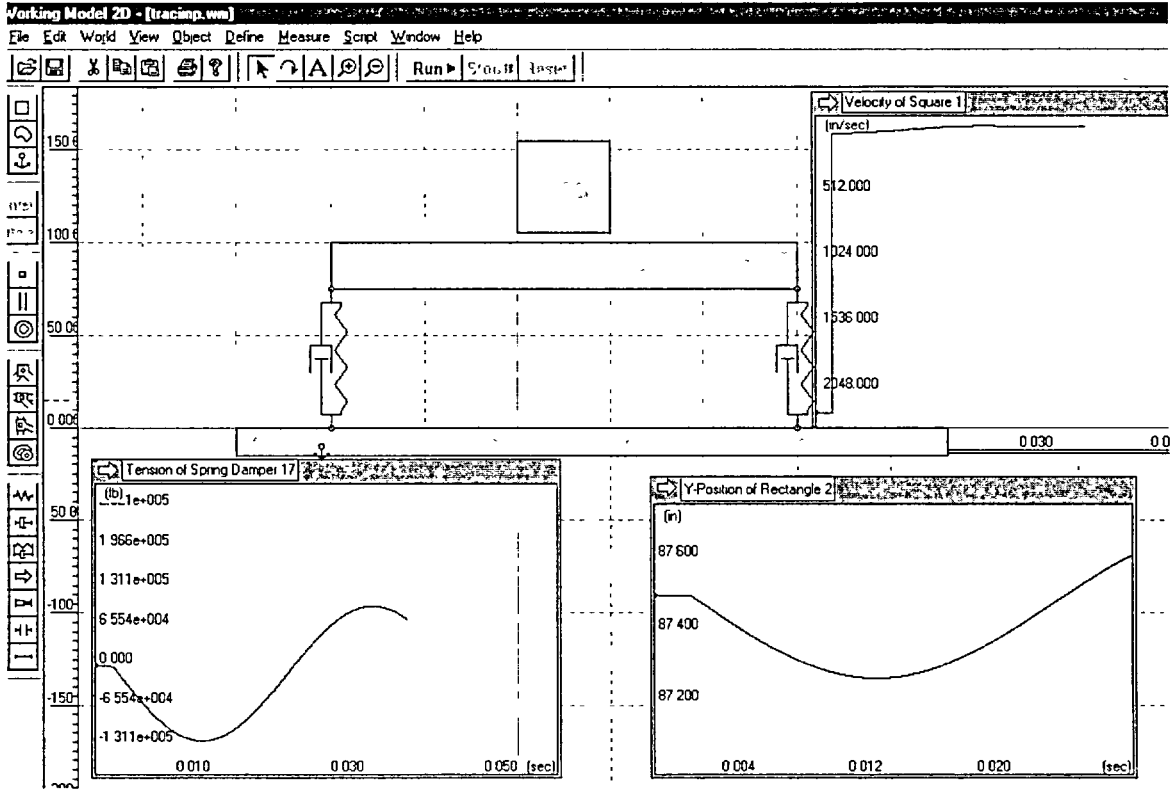 Working Model 2D - [tracimp.wm]
File Edit World View Object Define Measure Script Window Help
Run
Velocity of Square 1
(in/sec)
512.000
1024 000
1536 000
2048.000
0.030
150
100
50
0
50
-100
-150
Tension of Spring Damper 17
(lb)
1 966e+005
1 311e+005
6 554e+004
0 000
-6 554e+004
-1 311e+005
0 010 0 030 0 050 (sec)
Y-Position of Rectangle 2
(in)
87 600
87 400
87 200
0 004 0 012 0 020 (sec)